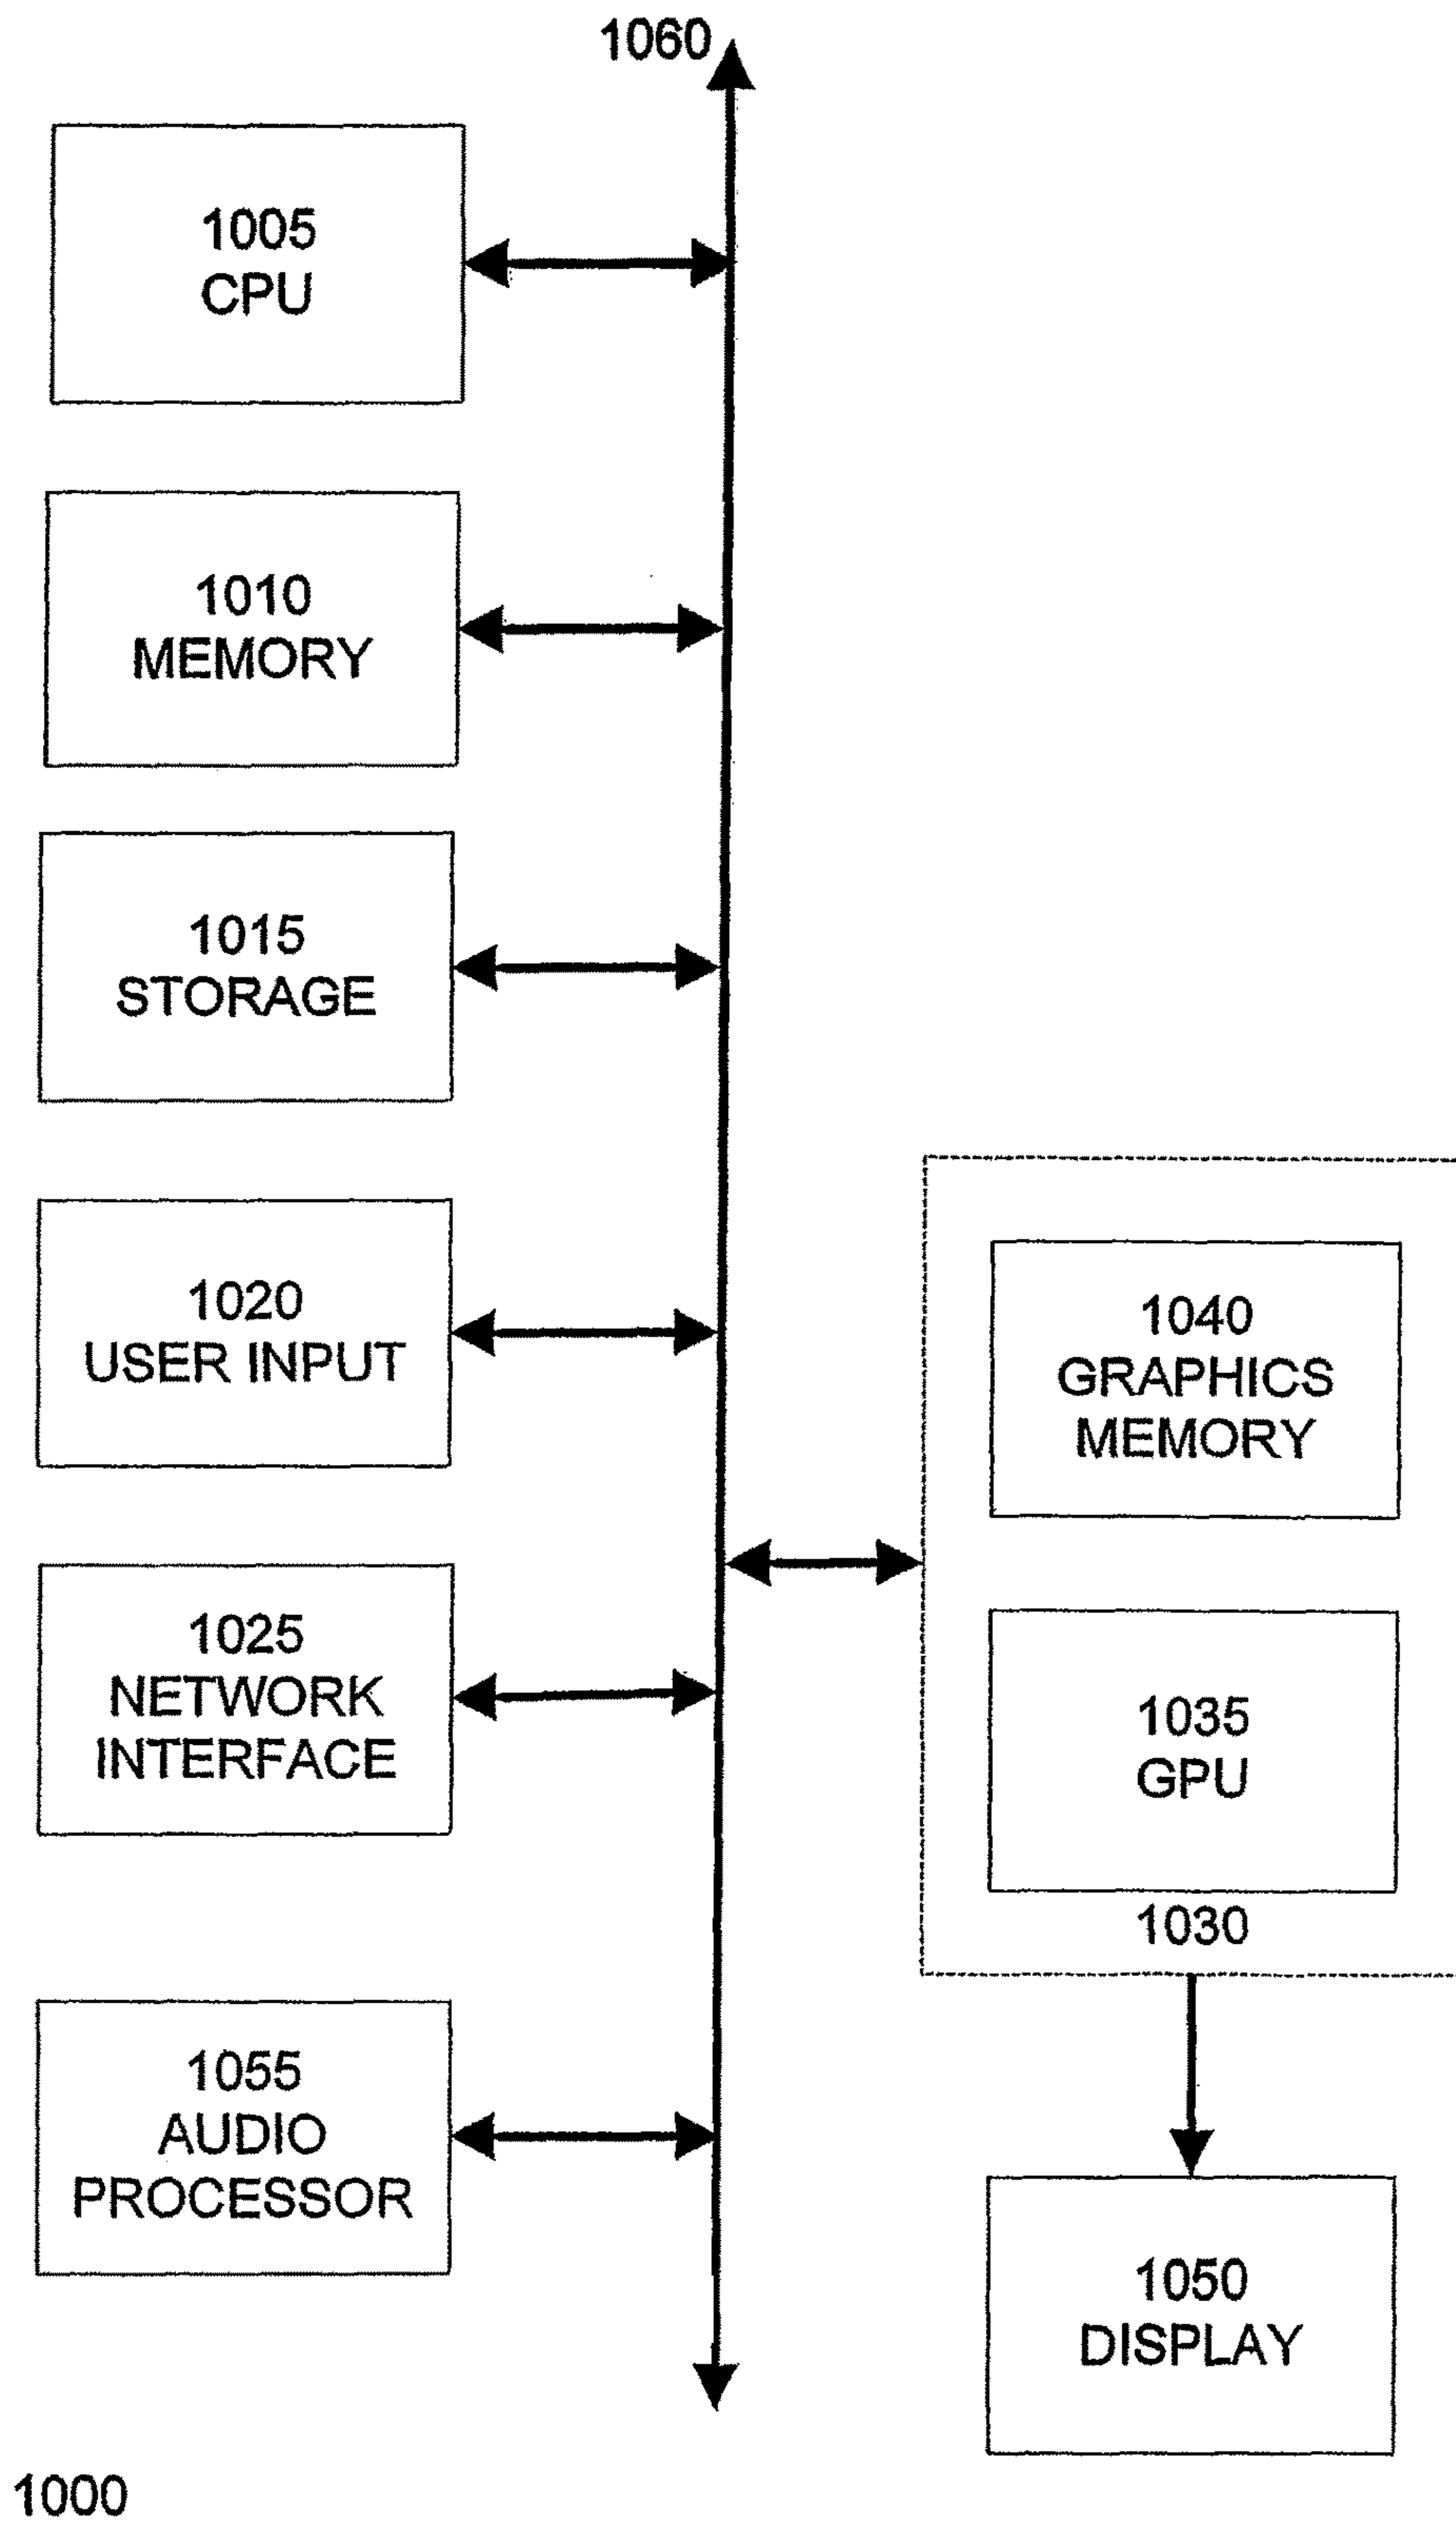 1060
1005
CPU
1010
MEMORY
1015
STORAGE
1020
USER INPUT
1025
NETWORK
INTERFACE
1055
AUDIO
PROCESSOR
1040
GRAPHICS
MEMORY
1035
GPU
1030
1050
DISPLAY
1000